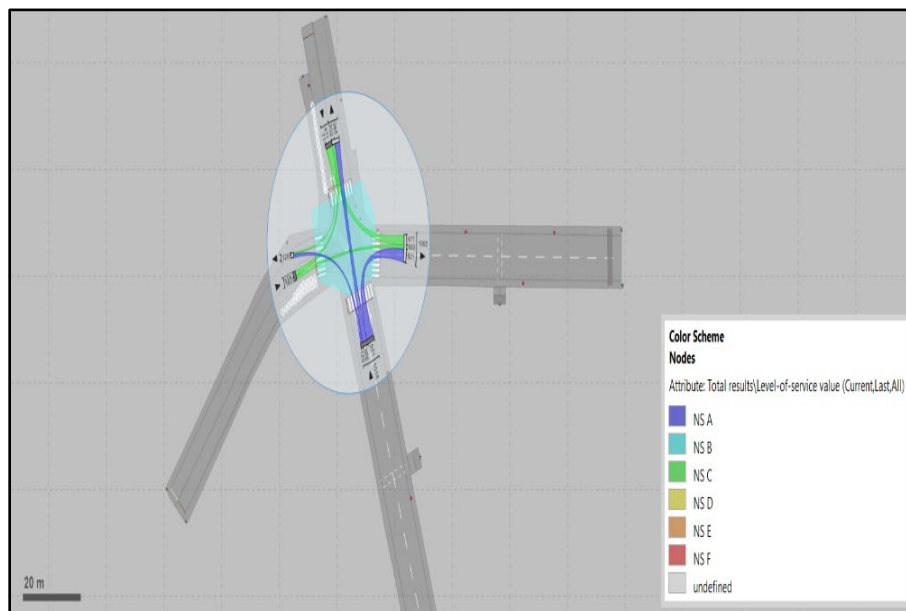 Color Scheme
Nodes
Attribute: Total results\Level-of-service value (Current,Last,All)
NS A
NS B
NS C
NS D
NS E
NS F
undefined
20 m